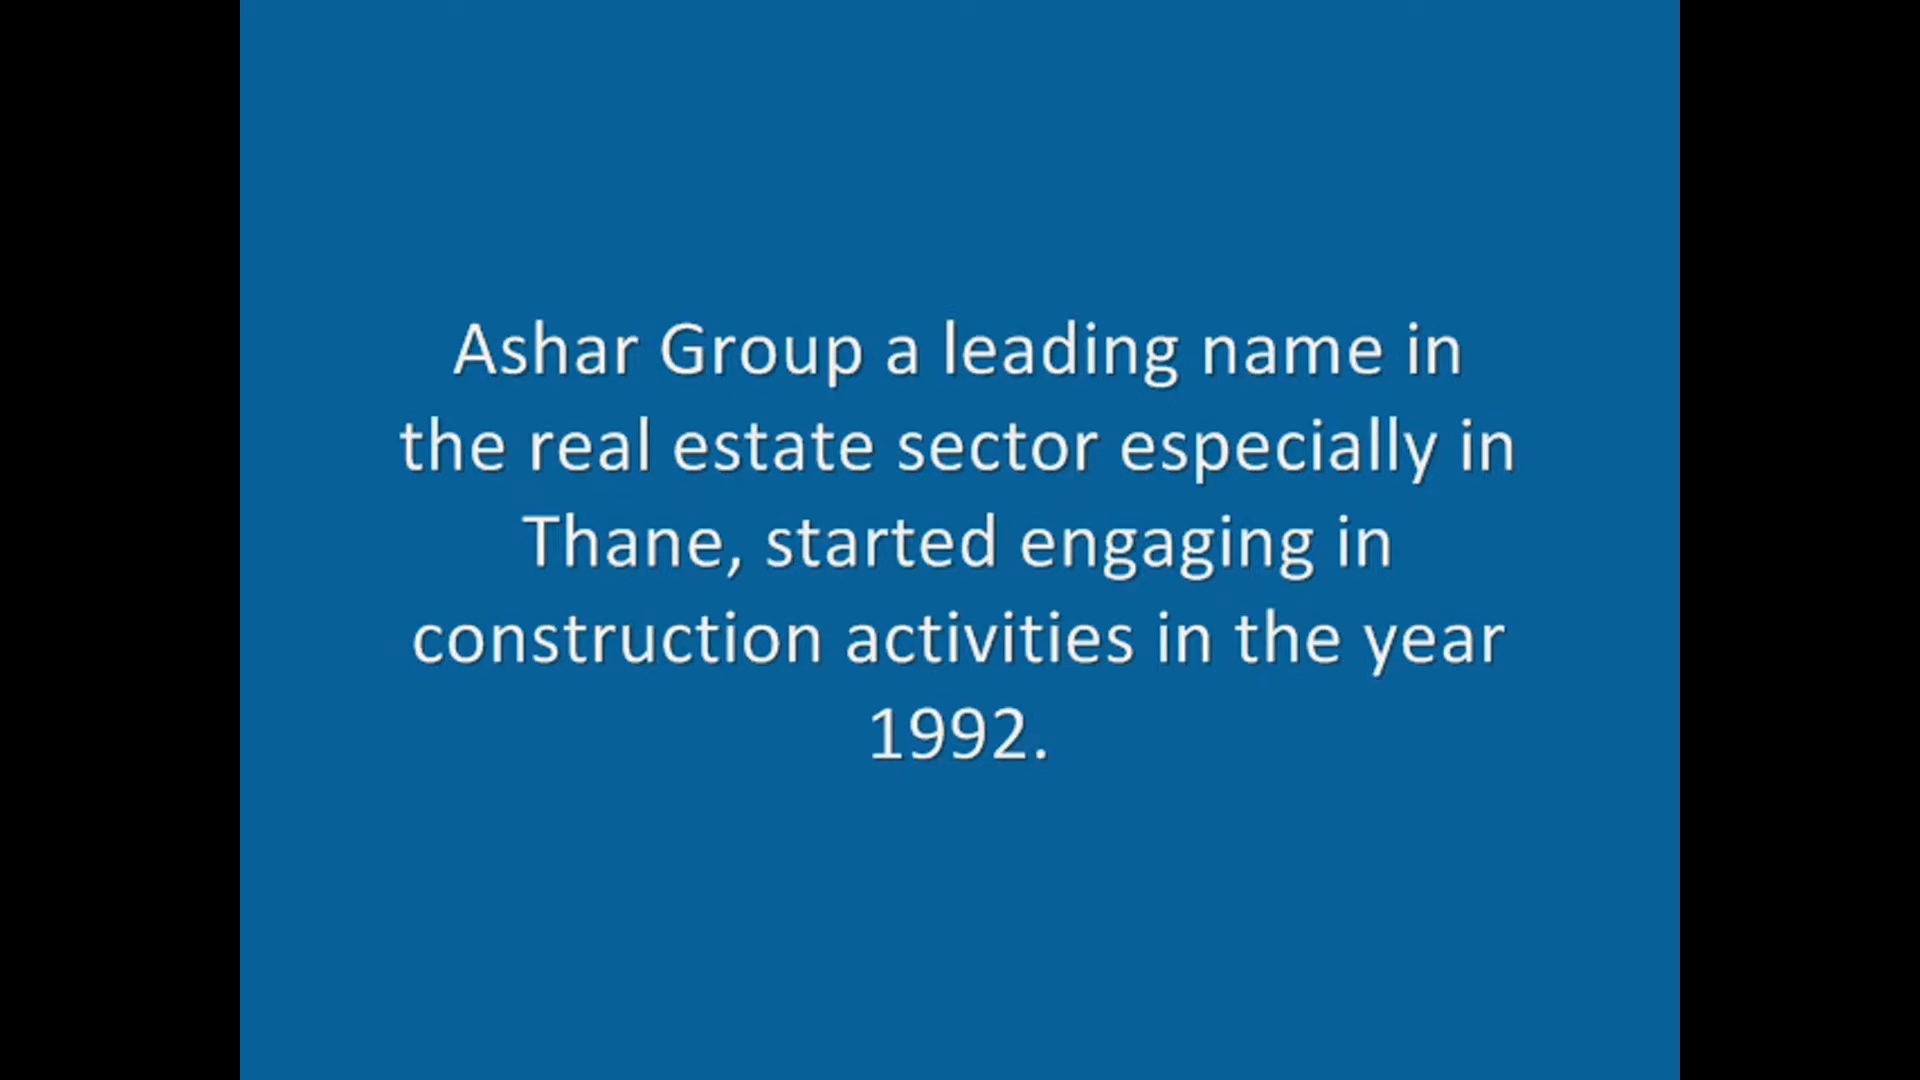 Ashar Group a leading name in
the real estate sector especially in
Thane, started engaging in
construction activities in the year
1992.